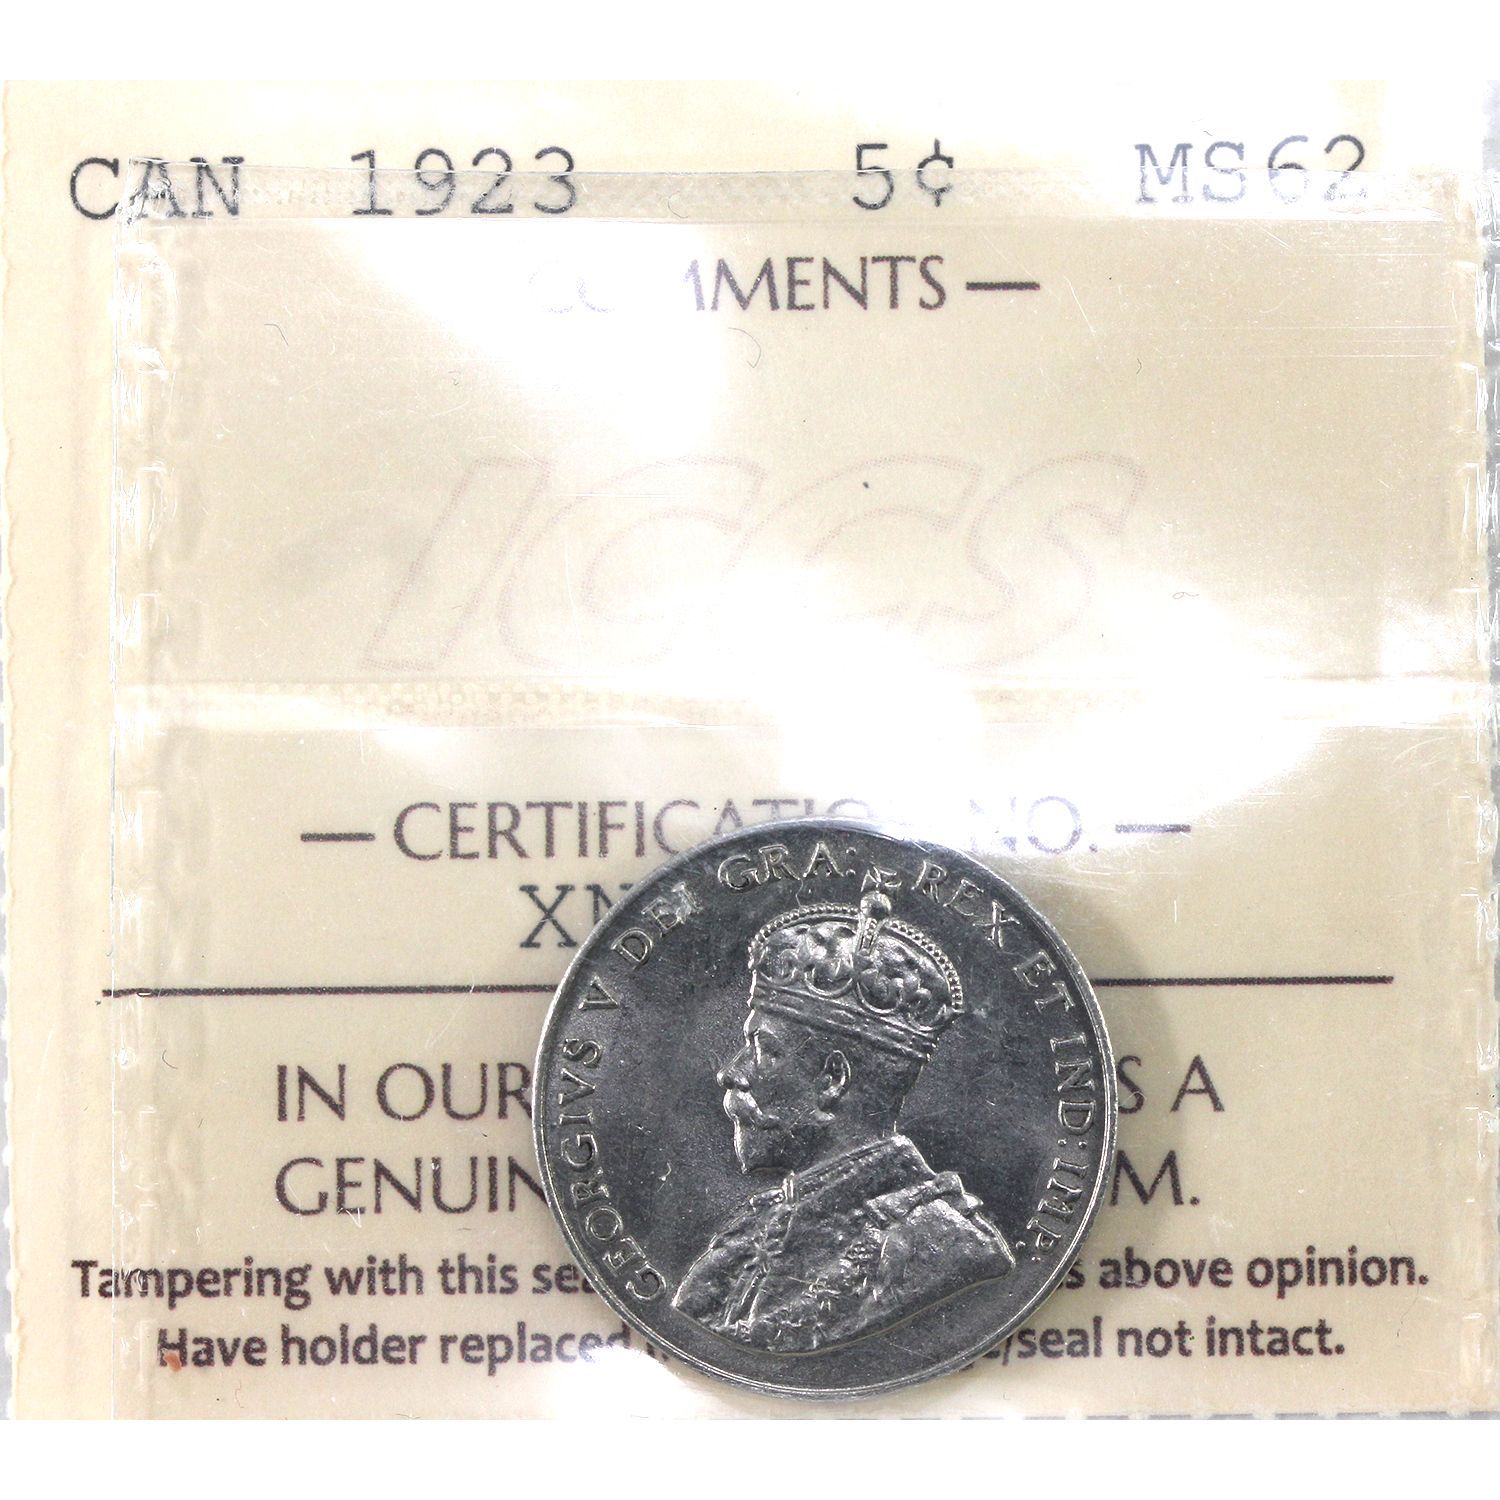 CAN 1923 5¢ MS62
MENTS —
ICCS
— CERTIFICATION NO. —
XN
GEORGIVS V DEI GRA: REX ET IND: IMP:
IN OUR S A
GENUIN M.
Tampering with this sea s above opinion.
Have holder replaced /seal not intact.